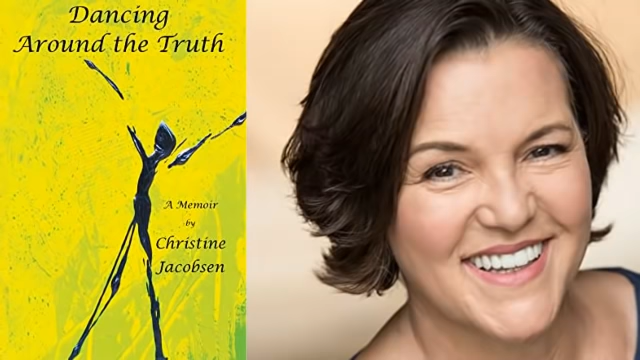 Dancing
Around the Truth
A Memoir
by
Christine
Jacobsen